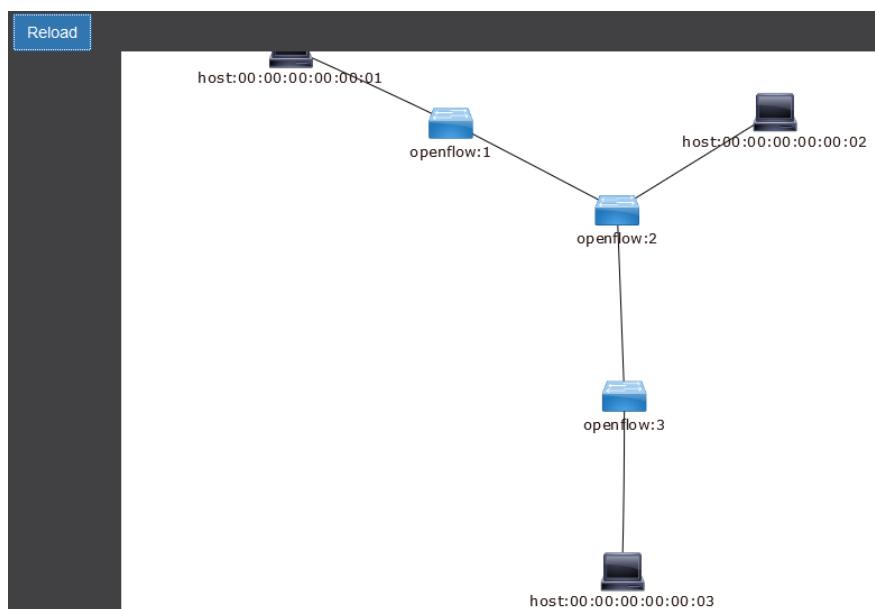 Reload
host:00:00:00:00:00:01
openflow:1
host:00:00:00:00:00:02
openflow:2
openflow:3
host:00:00:00:00:00:03